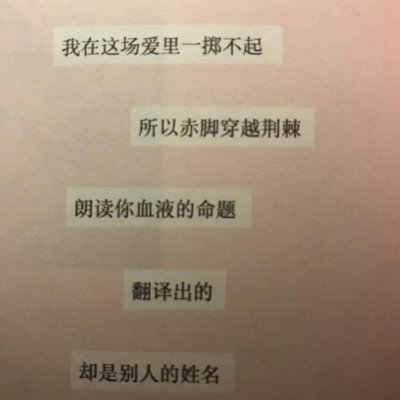 我在这场爱里一掷不起
所以赤脚穿越荆棘
朗读你血液的命题
翻译出的
却是别人的姓名